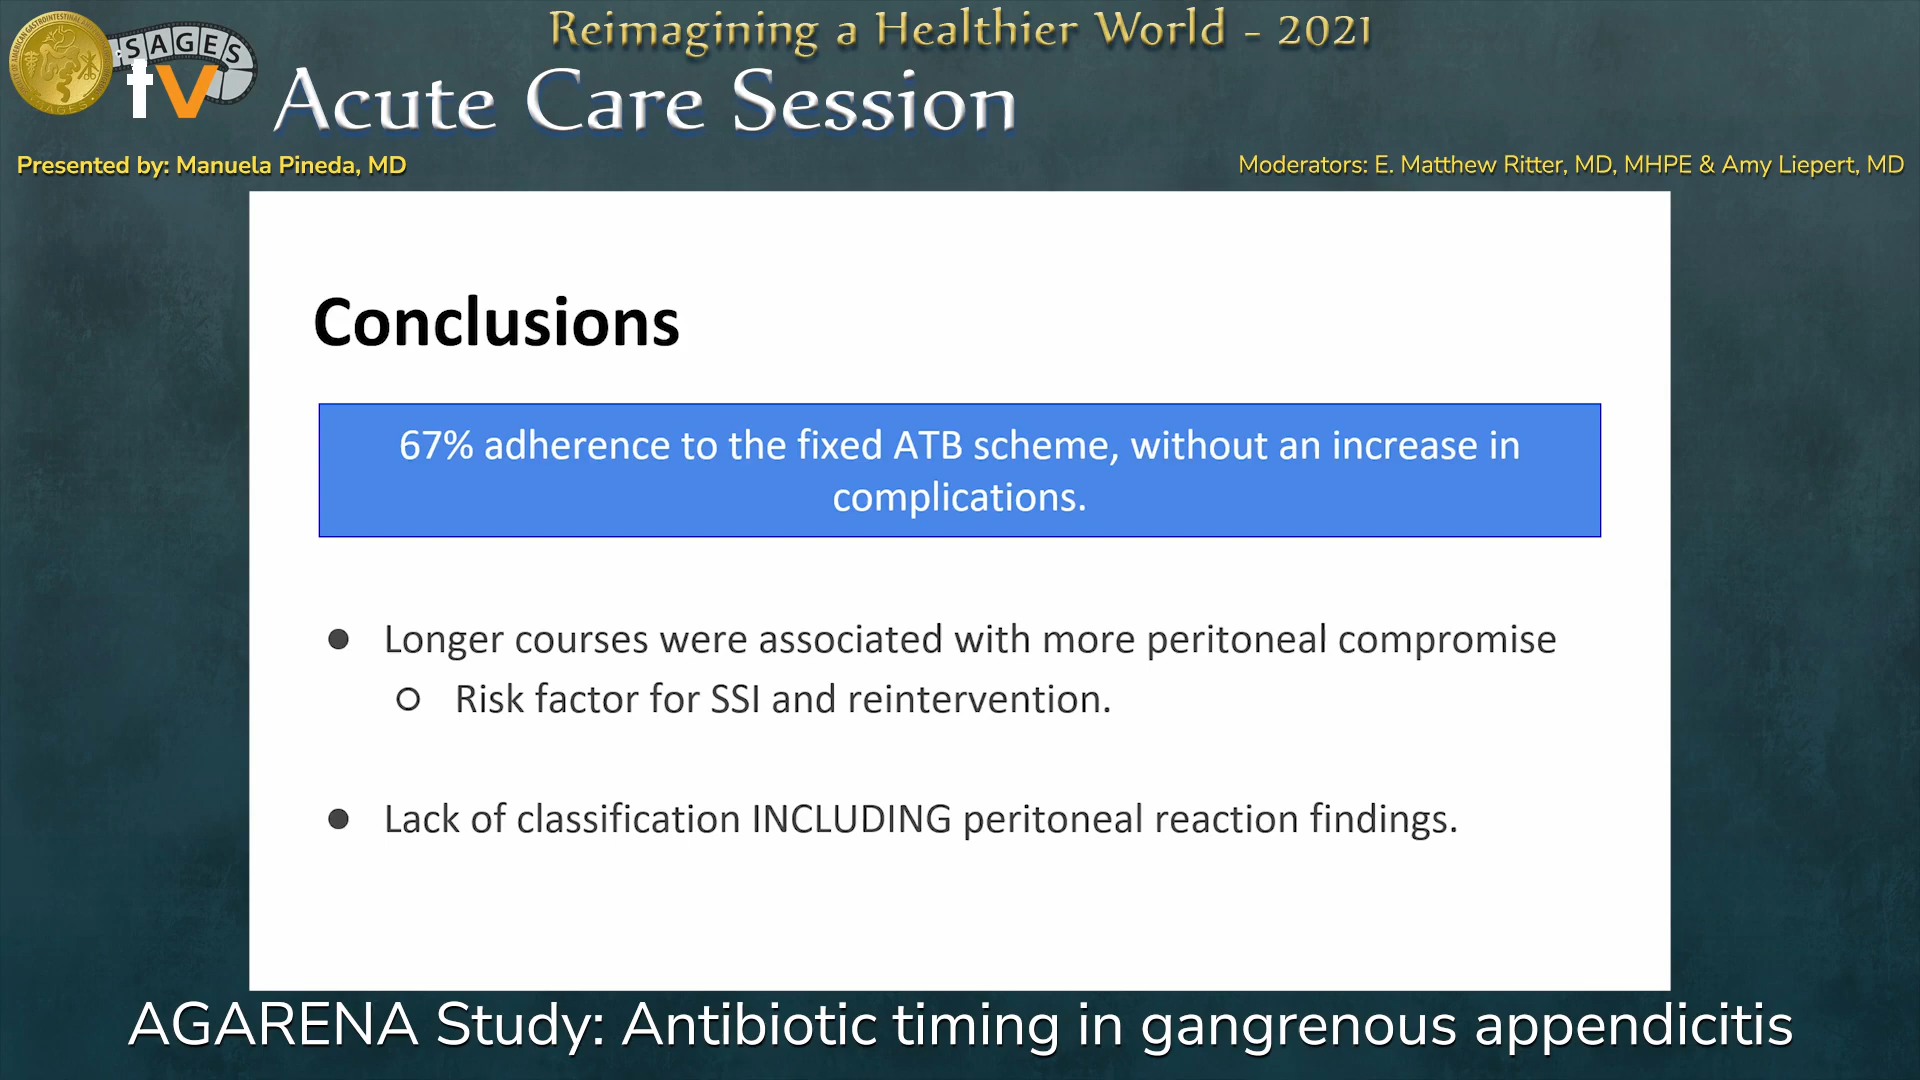 Reimagining a Healthier World - 2021
SAGES
tv
Acute Care Session
Presented by: Manuela Pineda, MD
Moderators: E. Matthew Ritter, MD, MHPE & Amy Liepert, MD
Conclusions
67% adherence to the fixed ATB scheme, without an increase in
complications.
● Longer courses were associated with more peritoneal compromise
○ Risk factor for SSI and reintervention.
● Lack of classification INCLUDING peritoneal reaction findings.
AGARENA Study: Antibiotic timing in gangrenous appendicitis